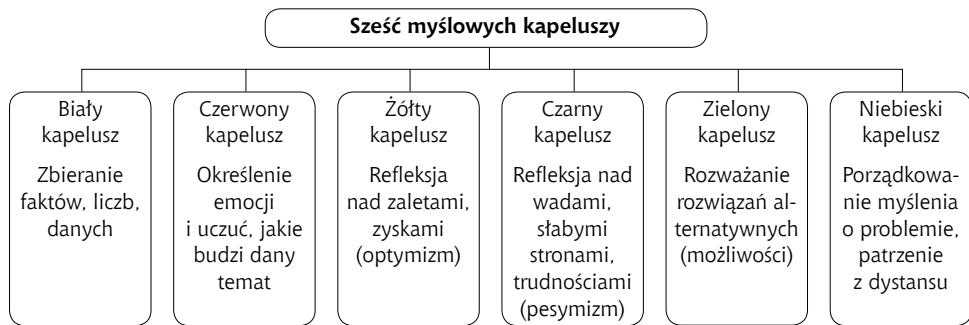 Sześć myślowych kapeluszy
Biały
kapelusz
Zbieranie
faktów, liczb,
danych
Czerwony
kapelusz
Określenie
emocji
i uczuć, jakie
budzi dany
temat
Żółty
kapelusz
Refleksja
nad zaletami,
zyskami
(optymizm)
Czarny
kapelusz
Refleksja nad
wadami,
słabymi
stronami,
trudnościami
(pesymizm)
Zielony
kapelusz
Rozważanie
rozwiązań al-
ternatywnych
(możliwości)
Niebieski
kapelusz
Porządkowa-
nie myślenia
o problemie,
patrzenie
z dystansu